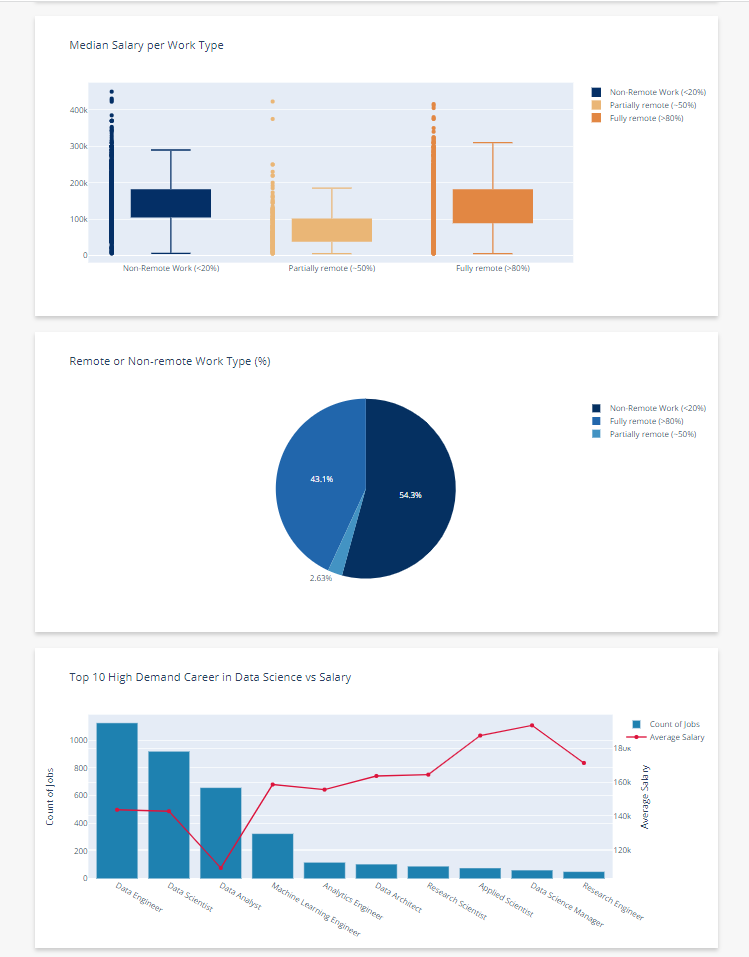 Median Salary per Work Type
400k
300k
200k
100k
0
Non-Remote Work (<20%)
Partially remote (~50%)
Fully remote (>80%)
Non-Remote Work (<20%)
Partially remote (~50%)
Fully remote (>80%)
Remote or Non-remote Work Type (%)
43.1%
54.3%
2.63%
Non-Remote Work (<20%)
Fully remote (>80%)
Partially remote (~50%)
Top 10 High Demand Career in Data Science vs Salary
Count of Jobs
1000
800
600
400
200
0
Data Engineer
Data Scientist
Data Analyst
Machine Learning Engineer
Analytics Engineer
Data Architect
Research Scientist
Applied Scientist
Data Science Manager
Research Engineer
180k
160k
140k
120k
Average Salary
Count of Jobs
Average Salary